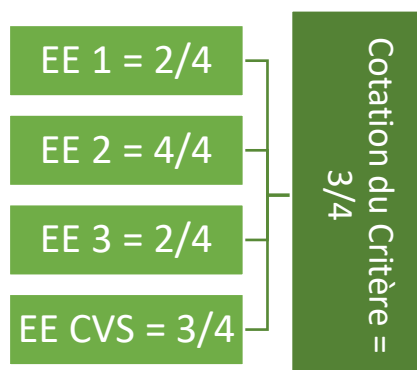 EE 1 = 2/4
EE 2 = 4/4
EE 3 = 2/4
EE CVS = 3/4
Cotation du Critère =
3/4